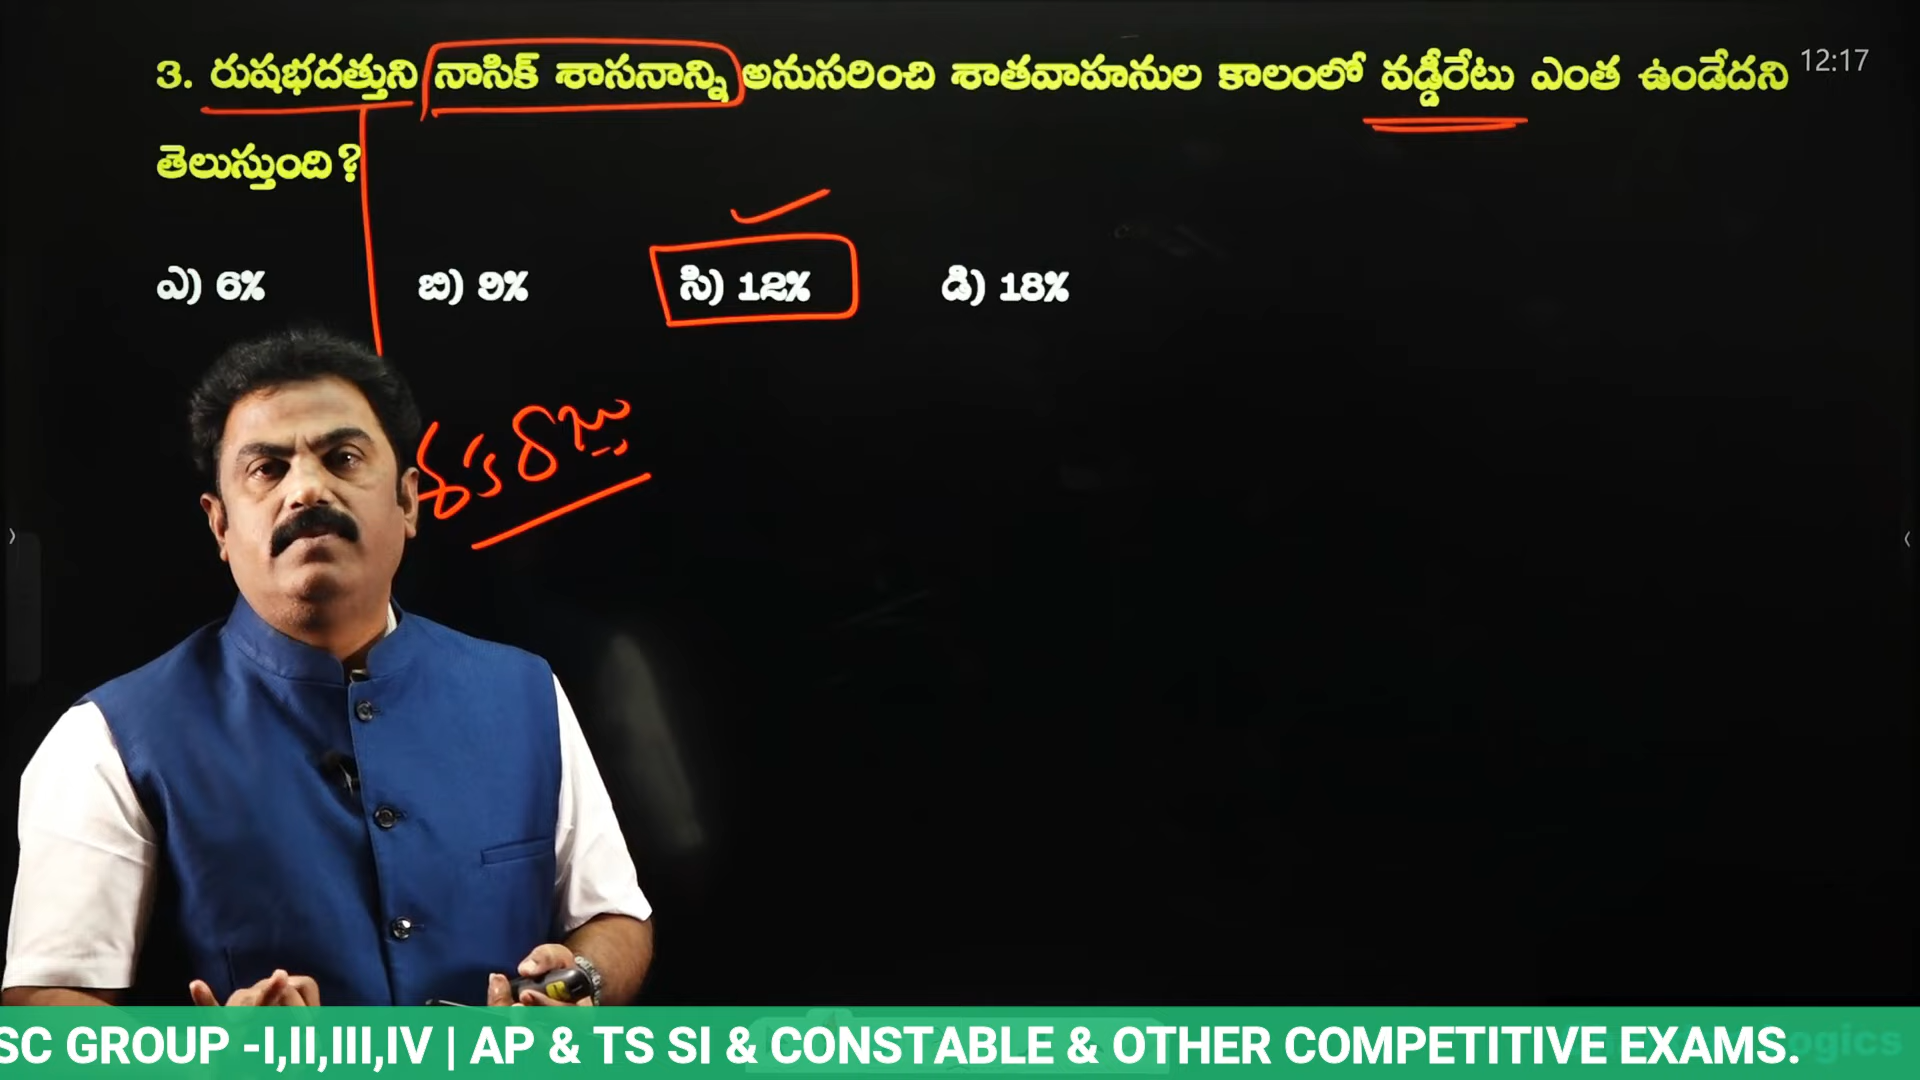 3. రుషభదత్తుని నాసిక్ శాసనాన్ని అనుసరించి శాతవాహనుల కాలంలో వడ్డీరేటు ఎంత ఉండేదని
12:17
తెలుస్తుంది?
ఎ) 6% బి) 9% సి) 12% డి) 18%
SC GROUP -I,II,III,IV | AP & TS SI & CONSTABLE & OTHER COMPETITIVE EXAMS.
ogics